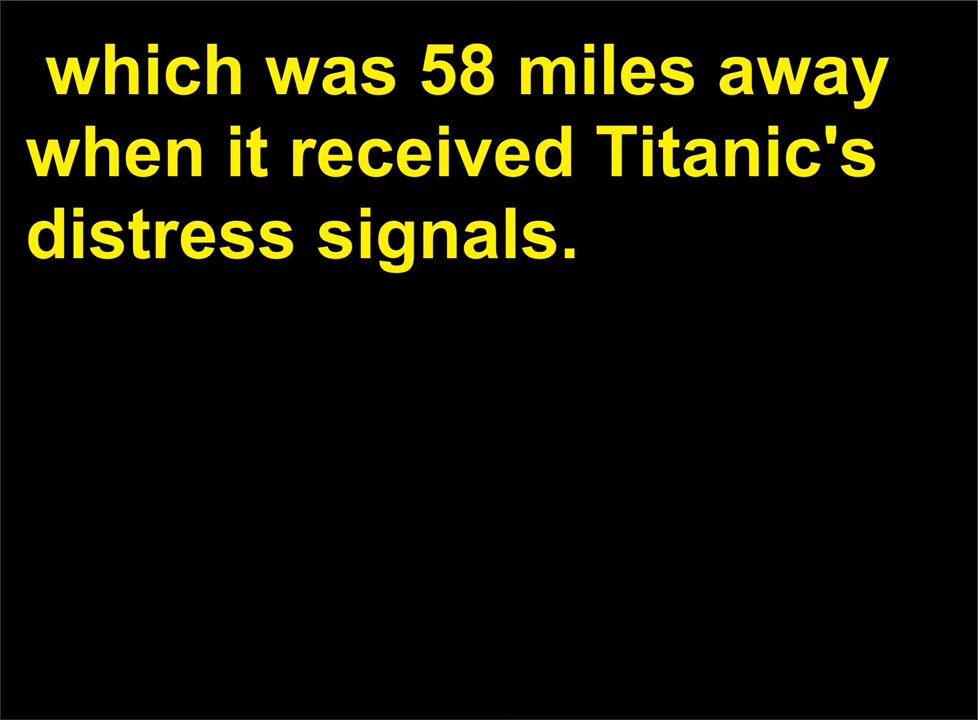 which was 58 miles away
when it received Titanic's
distress signals.